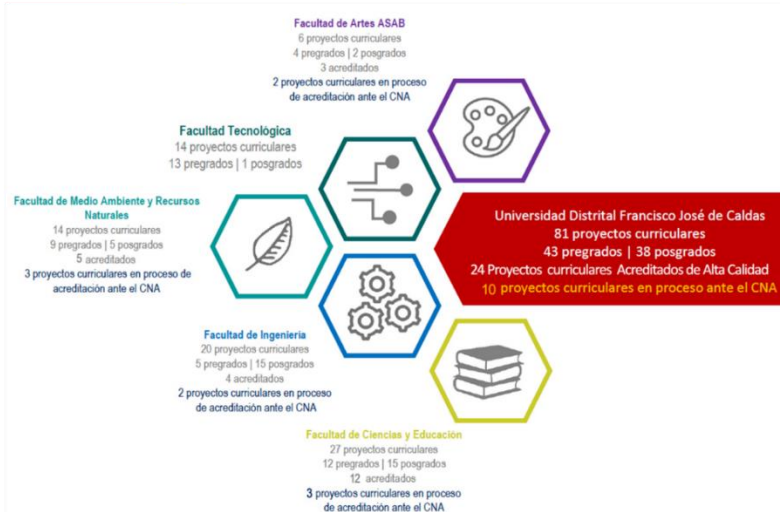 Facultad de Artes ASAB
6 proyectos curriculares
4 pregrados | 2 posgrados
3 acreditados
2 proyectos curriculares en proceso
de acreditación ante el CNA
Facultad Tecnológica
14 proyectos curriculares
13 pregrados | 1 posgrados
Facultad de Medio Ambiente y Recursos
Naturales
14 proyectos curriculares
9 pregrados | 5 posgrados
5 acreditados
3 proyectos curriculares en proceso de
acreditación ante el CNA
Universidad Distrital Francisco José de Caldas
81 proyectos curriculares
43 pregrados | 38 posgrados
24 Proyectos curriculares Acreditados de Alta Calidad
10 proyectos curriculares en proceso ante el CNA
Facultad de Ingeniería
20 proyectos curriculares
5 pregrados | 15 posgrados
4 acreditados
2 proyectos curriculares en proceso
de acreditación ante el CNA
Facultad de Ciencias y Educación
27 proyectos curriculares
12 pregrados | 15 posgrados
12 acreditados
3 proyectos curriculares en proceso
de acreditación ante el CNA